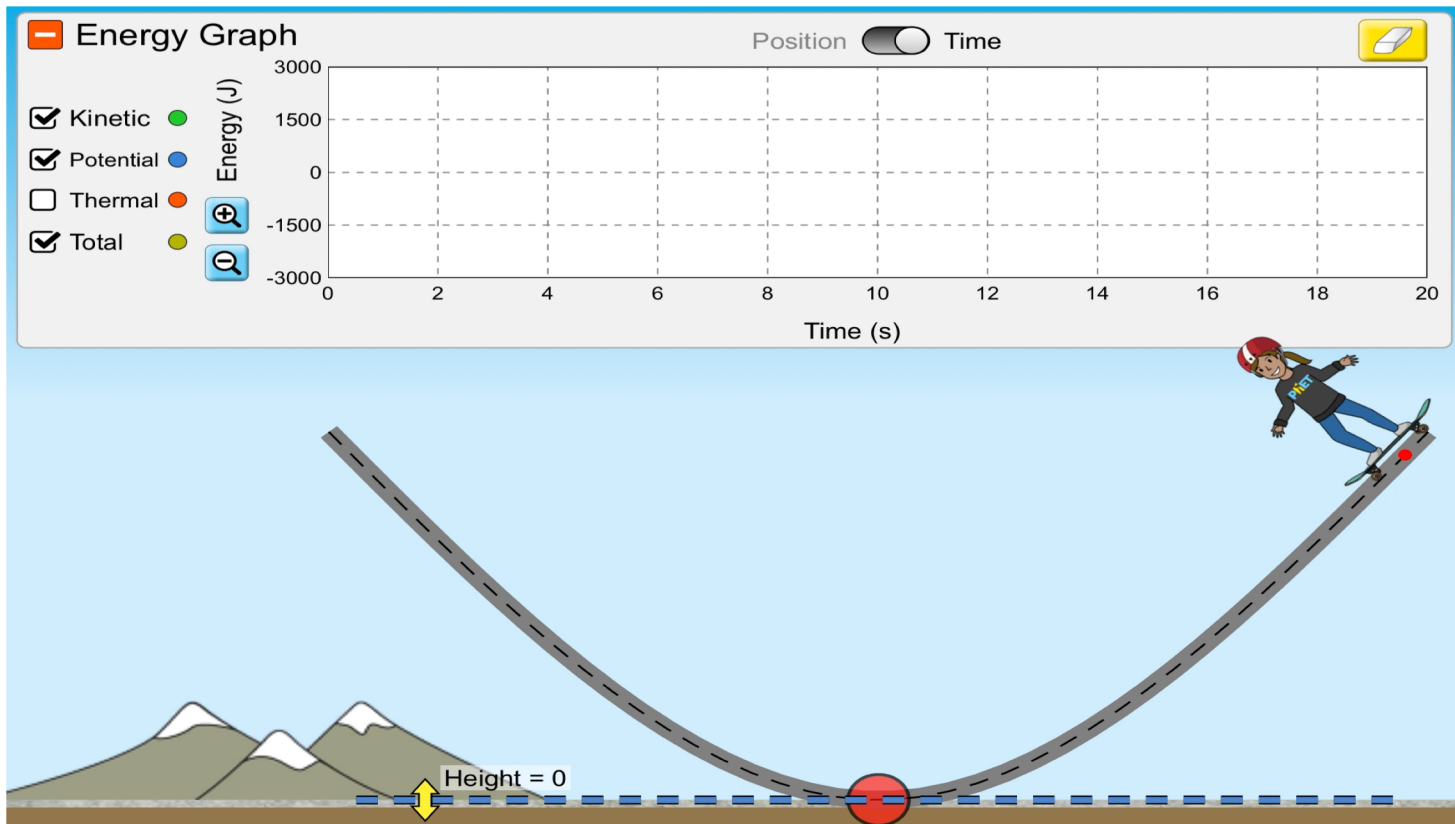 Energy Graph
Position Time
Kinetic
Potential
Thermal
Total
Energy (J)
3000
1500
0
-1500
-3000
0 2 4 6 8 10 12 14 16 18 20
Time (s)
PhET
Height = 0